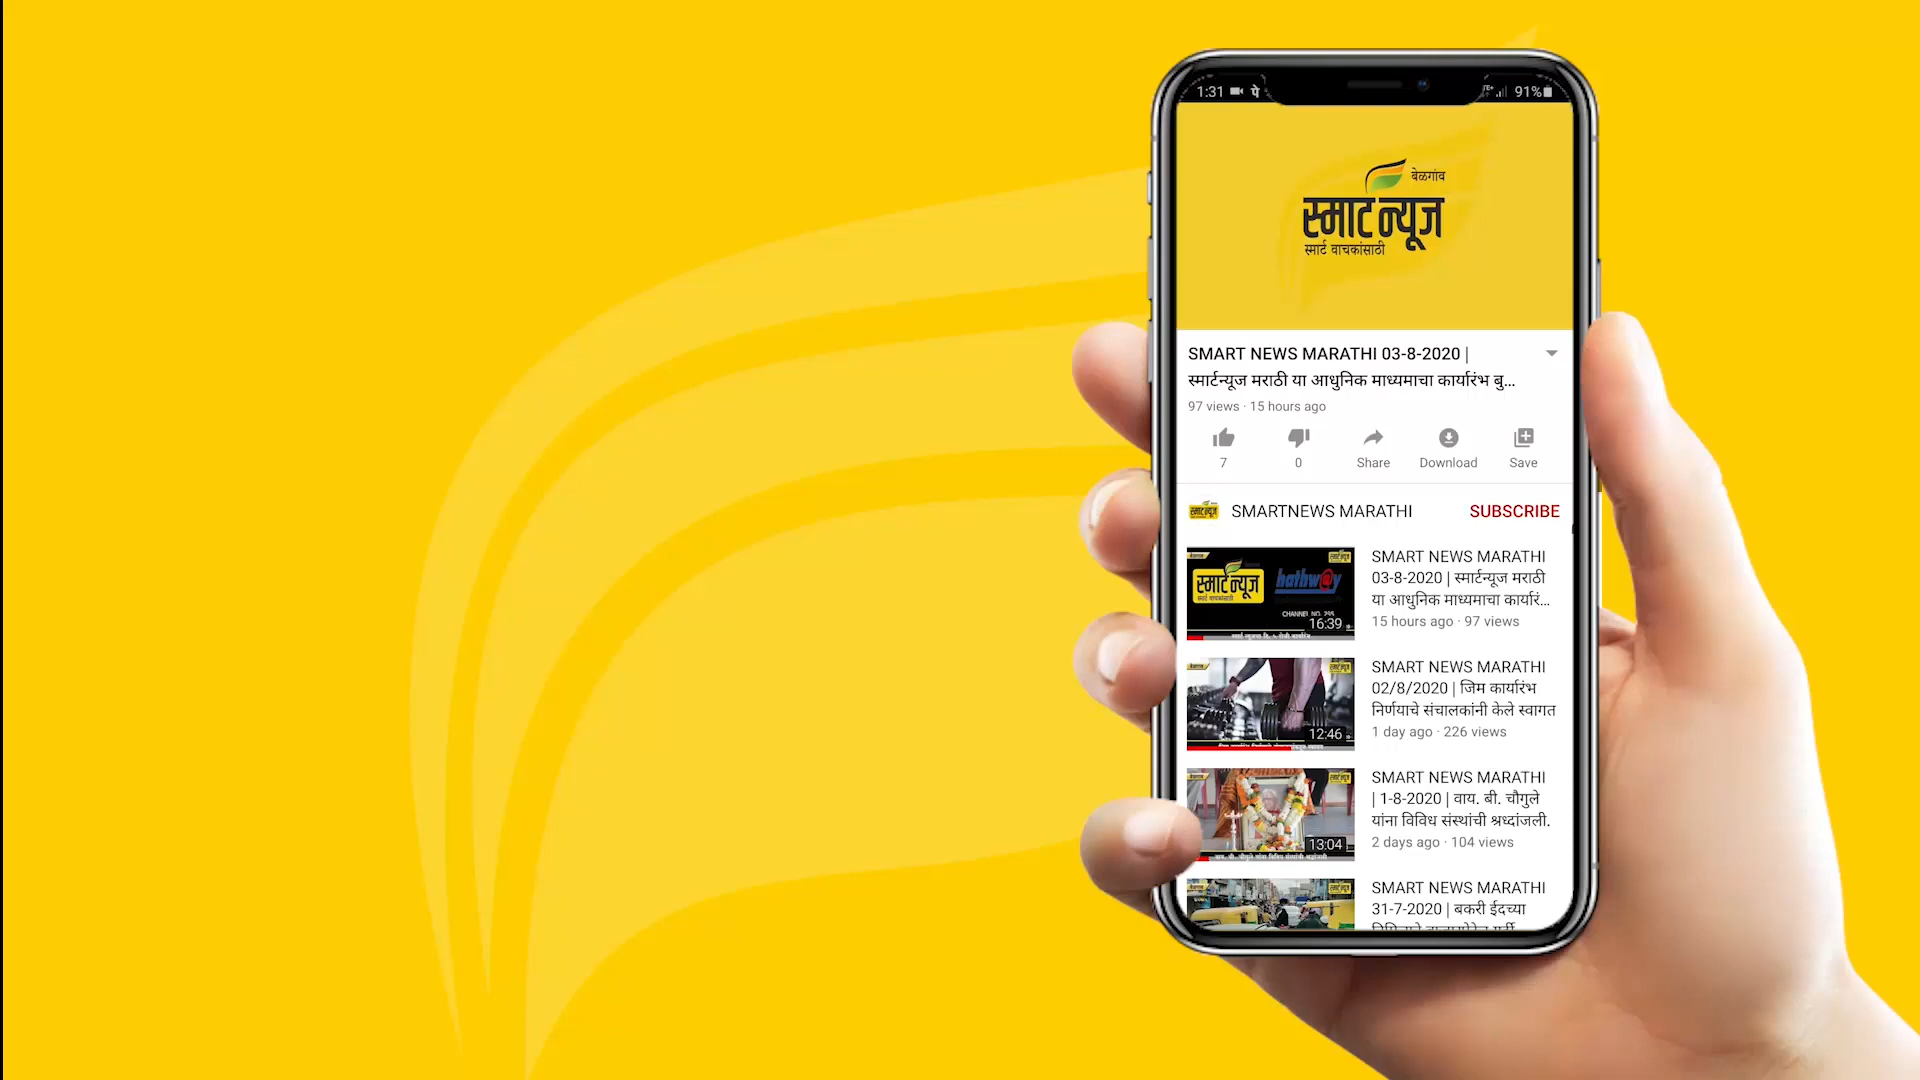 1:31 पे 91%
बेळगांव
स्मार्ट न्यूज
स्मार्ट वाचकांसाठी
SMART NEWS MARATHI 03-8-2020 |
स्मार्टन्यूज मराठी या आधुनिक माध्यमाचा कार्यारंभ बु...
97 views · 15 hours ago
7 0 Share Download Save
स्मार्ट न्यूज SMARTNEWS MARATHI SUBSCRIBE
स्मार्ट न्यूज hathway
CHANNEL NO. 295
16:39
SMART NEWS MARATHI
03-8-2020 | स्मार्टन्यूज मराठी
या आधुनिक माध्यमाचा कार्यारं...
15 hours ago · 97 views
12:46
SMART NEWS MARATHI
02/8/2020 | जिम कार्यारंभ
निर्णयाचे संचालकांनी केले स्वागत
1 day ago · 226 views
13:04
SMART NEWS MARATHI
| 1-8-2020 | वाय. बी. चौगुले
यांना विविध संस्थांची श्रध्दांजली.
2 days ago · 104 views
SMART NEWS MARATHI
31-7-2020 | बकरी ईदच्या